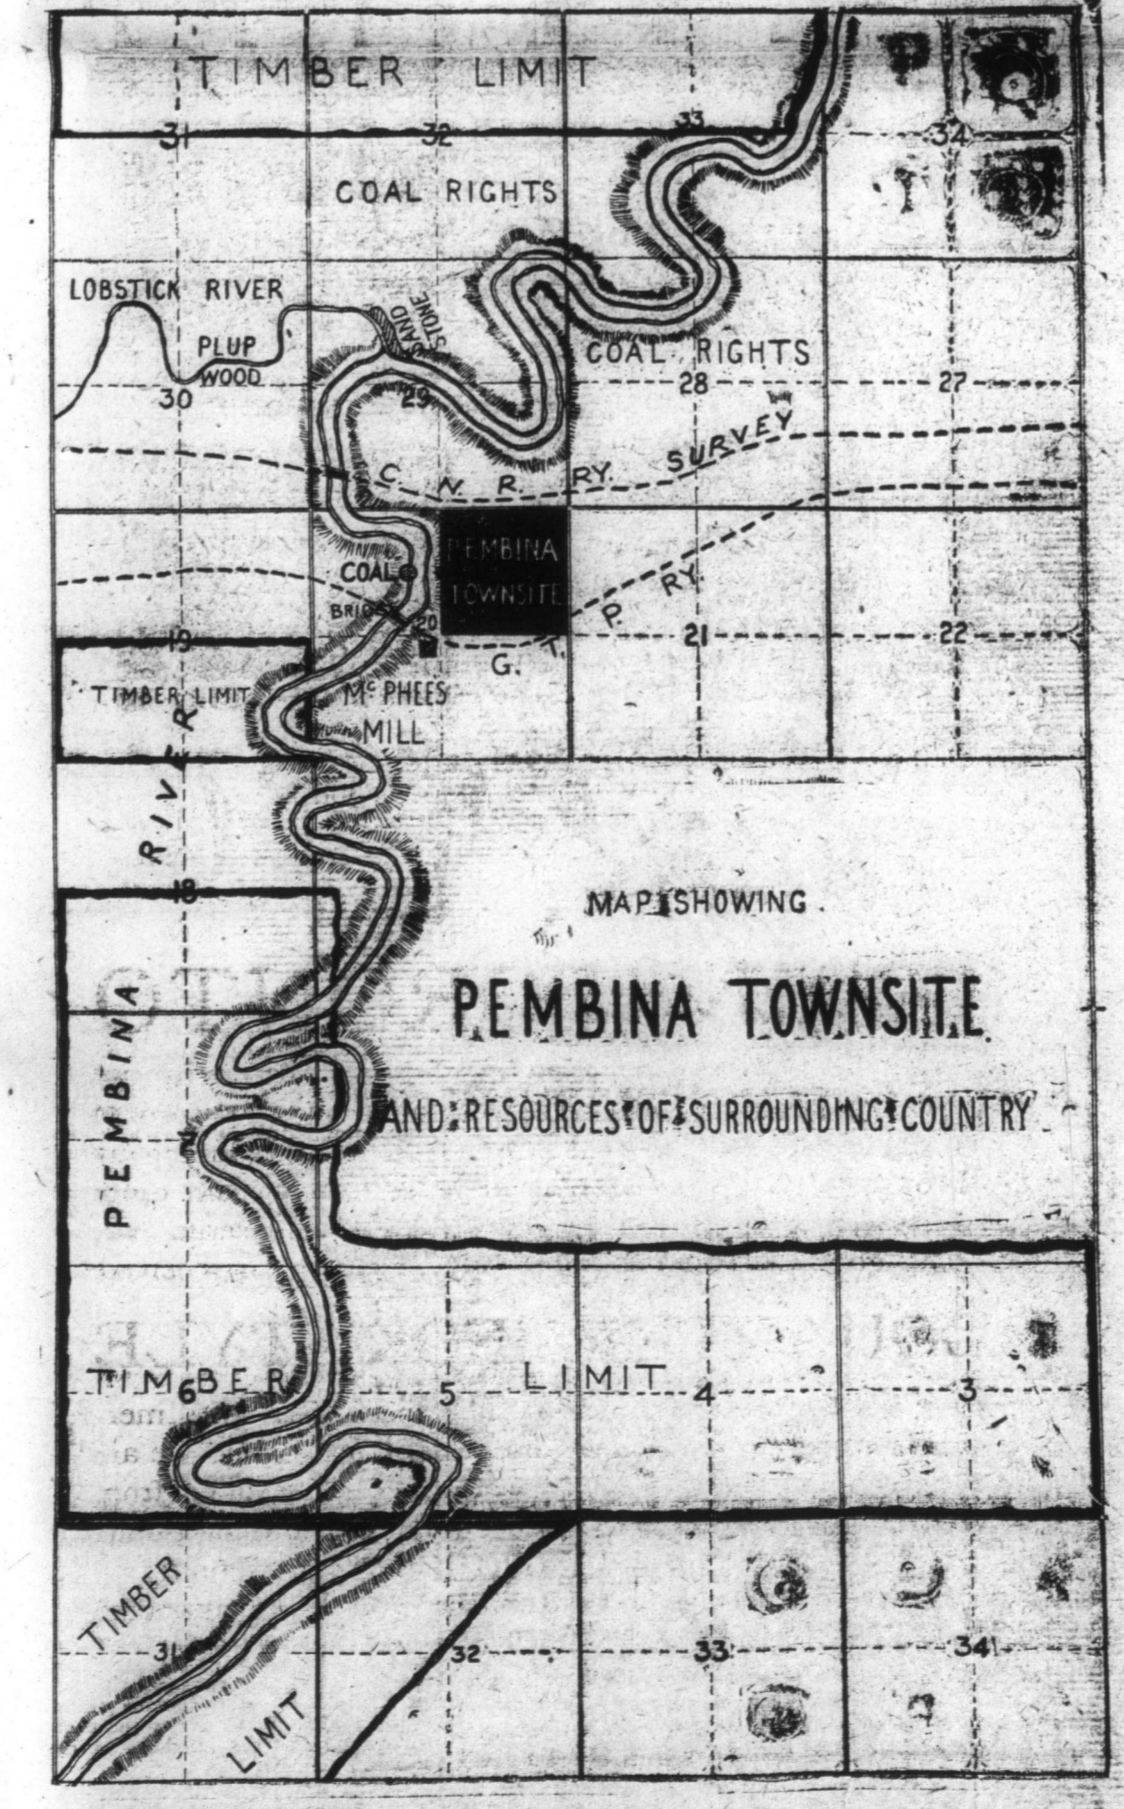 TIMBER LIMIT
31 32 33 34
COAL RIGHTS
LOBSTICK RIVER
SAND
STONE
PLUP
WOOD
COAL RIGHTS
30 29 28 27
C. N. R. RY. SURVEY
PEMBINA
TOWNSITE
COAL
BRIDGE
G. T. P. RY.
19 20 21 22
TIMBER LIMIT
McPHEES
MILL
PEMBINA RIVER
18
MAP SHOWING
PEMBINA TOWNSITE
AND RESOURCES OF SURROUNDING COUNTRY
TIMBER LIMIT
6 5 4 3
TIMBER
LIMIT
31 32 33 34